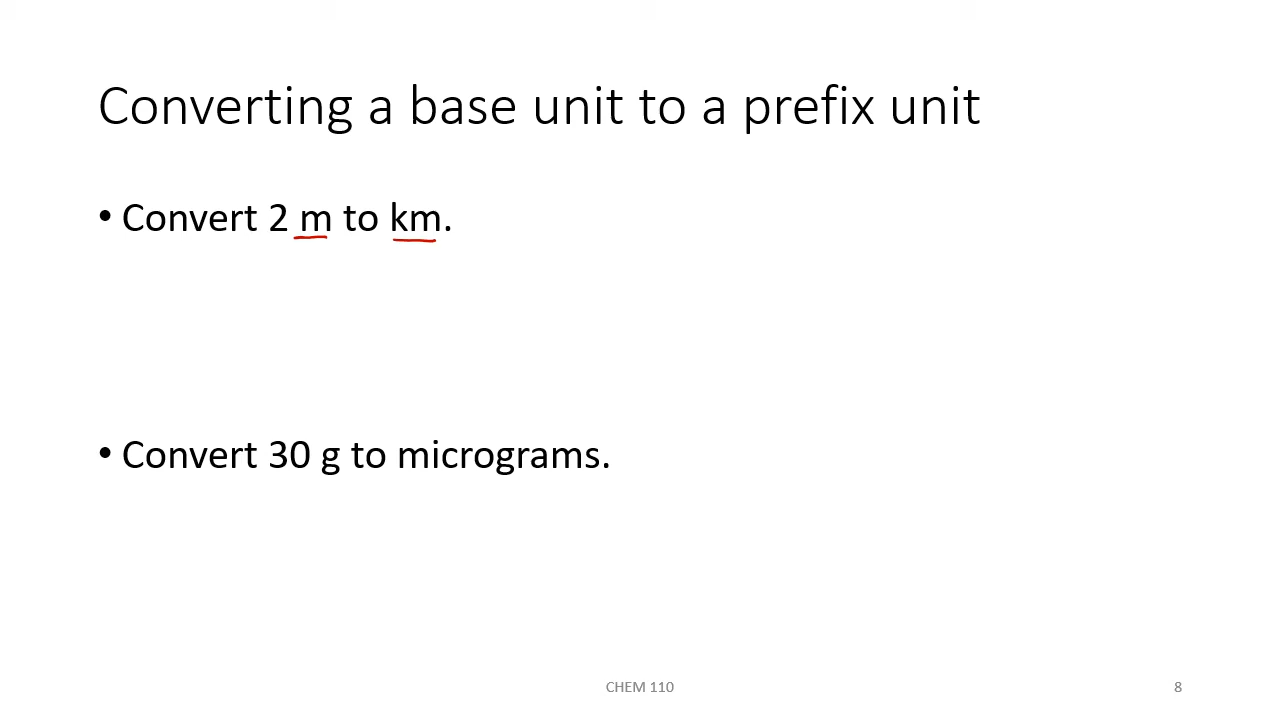 Converting a base unit to a prefix unit
• Convert 2 m to km.
• Convert 30 g to micrograms.
CHEM 110
8